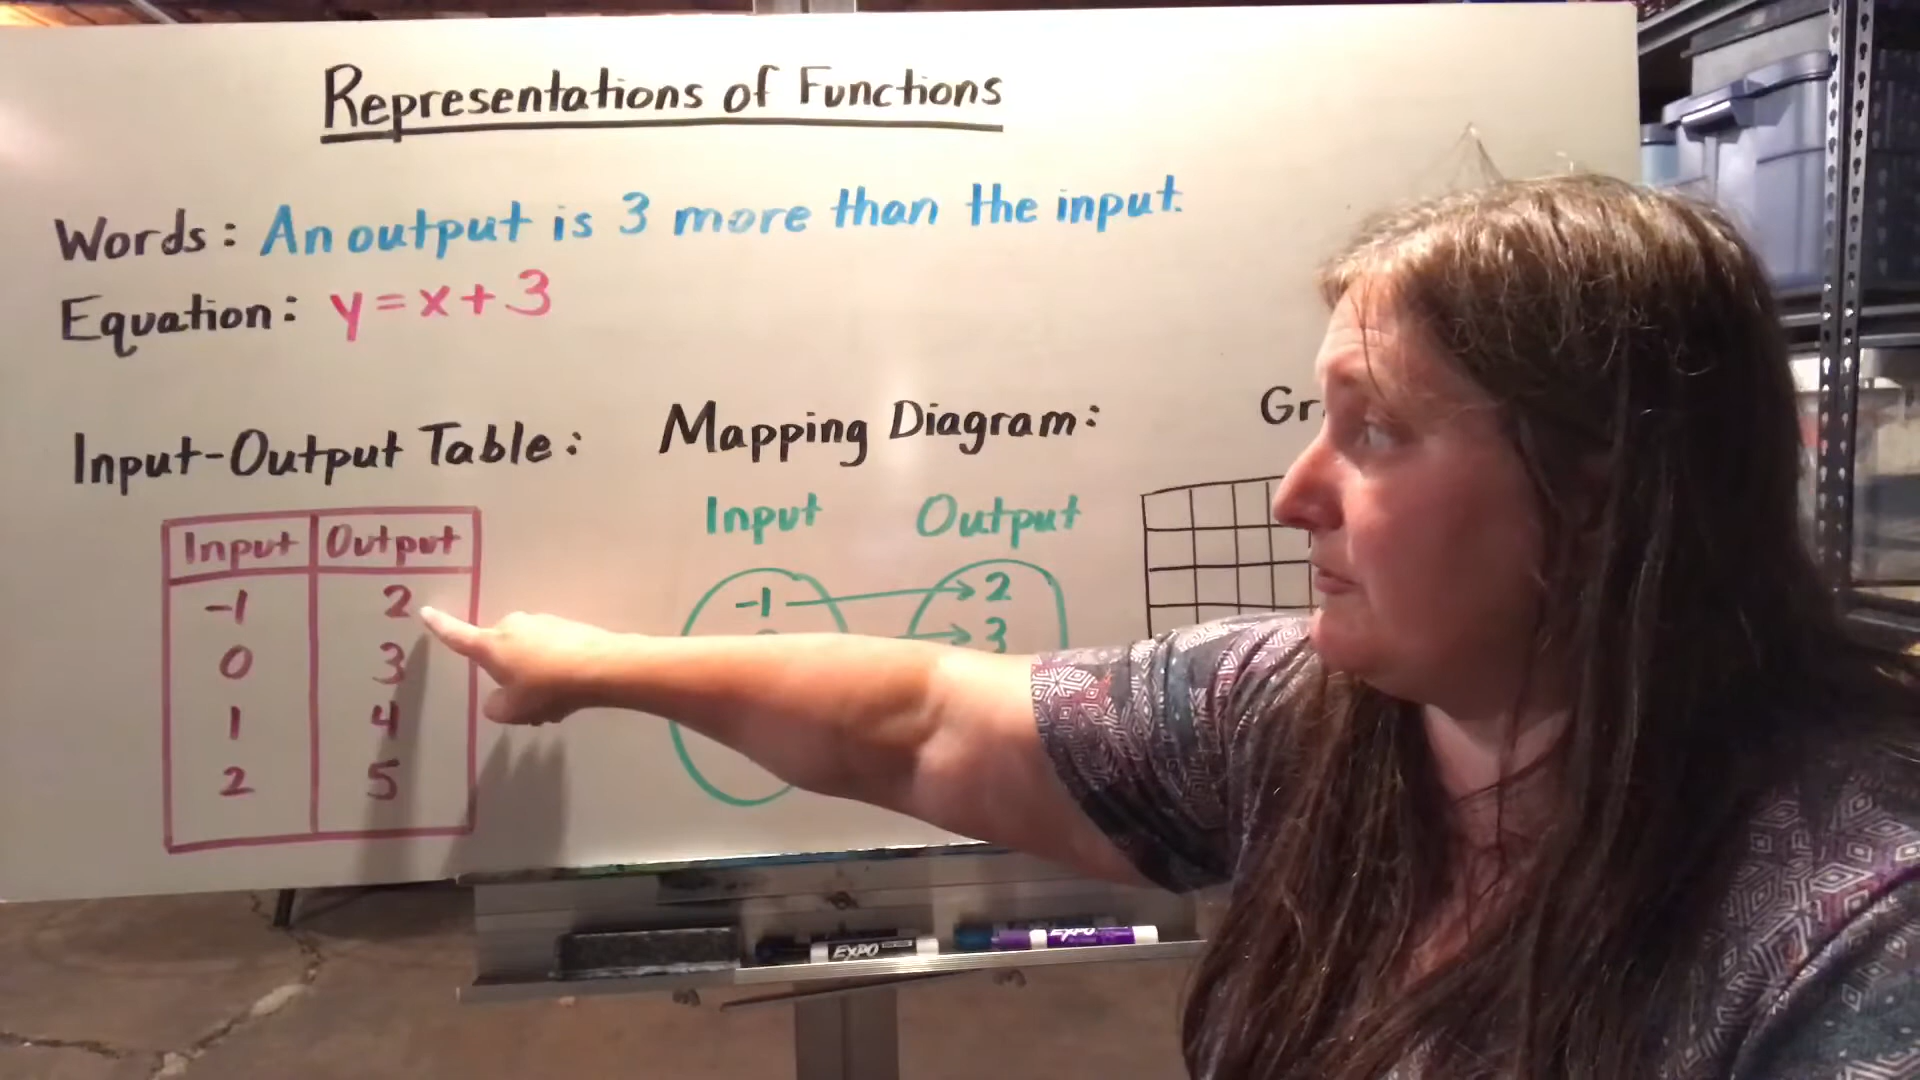 Representations of Functions
Words: An output is 3 more than the input.
Equation: y = x + 3
Input-Output Table:
Input Output
-1 2
0 3
1 4
2 5
Mapping Diagram:
Input Output
-1 2
3
Gr
EXPO
EXPO